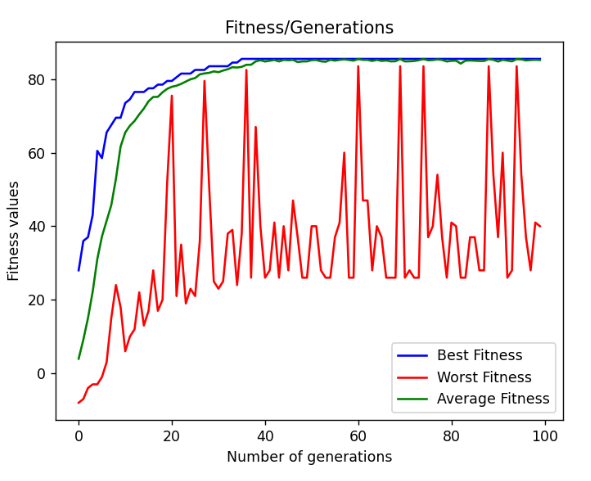 Fitness/Generations
Fitness values
80
60
40
20
0
0 20 40 60 80 100
Number of generations
Best Fitness
Worst Fitness
Average Fitness